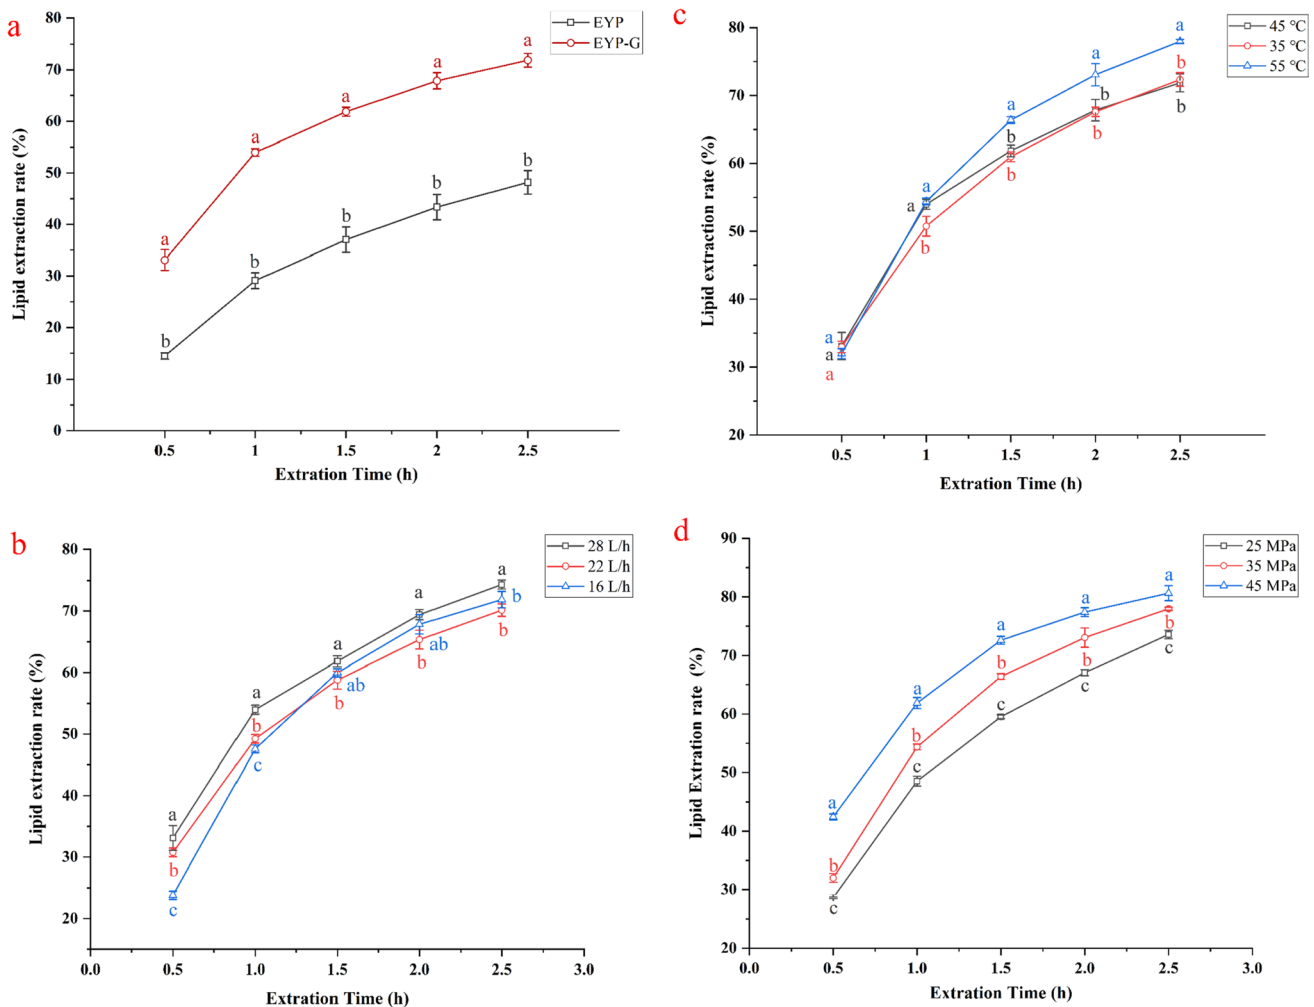 a
EYP
EYP-G
Lipid extraction rate (%)
80
70
60
50
40
30
20
10
0
a
a
a
a
a
b
b
b
b
b
0.5
1
1.5
2
2.5
Extration Time (h)
c
45 ℃
35 ℃
55 ℃
Lipid extraction rate (%)
80
70
60
50
40
30
20
a
a
a
a
a
a
a
b
b
b
b
b
b
b
b
0.5
1
1.5
2
2.5
Extration Time (h)
b
28 L/h
22 L/h
16 L/h
Lipid extraction rate (%)
80
70
60
50
40
30
20
a
b
c
a
b
c
a
ab
b
a
ab
b
a
b
b
0.0
0.5
1.0
1.5
2.0
2.5
3.0
Extration Time (h)
d
25 MPa
35 MPa
45 MPa
Lipid Extration rate (%)
90
80
70
60
50
40
30
20
a
b
c
a
b
c
a
b
c
a
b
c
a
b
c
0.0
0.5
1.0
1.5
2.0
2.5
3.0
Extration Time (h)